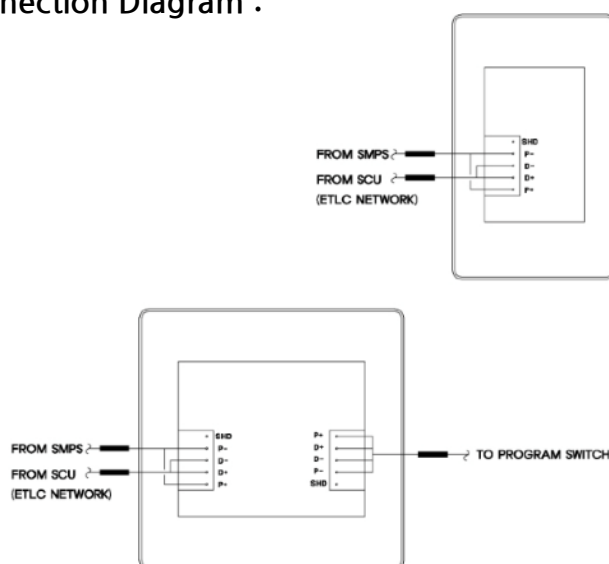 nection Diagram :
FROM SMPS
FROM SCU
(ETLC NETWORK)
SHD
P-
D-
D+
P+
FROM SMPS
FROM SCU
(ETLC NETWORK)
SHD
P-
D-
D+
P+
P+
D+
D-
P-
SHD
TO PROGRAM SWITCH